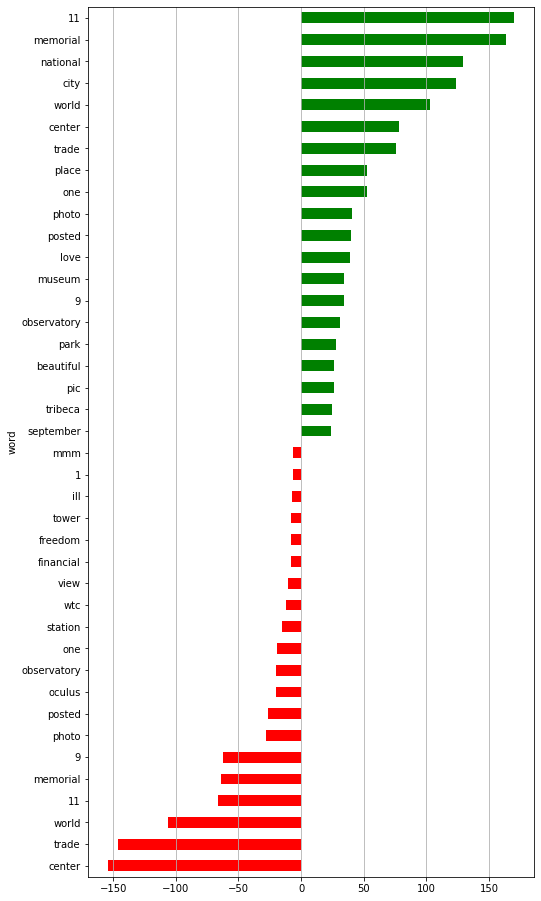 11
memorial
national
city
world
center
trade
place
one
photo
posted
love
museum
9
observatory
park
beautiful
pic
tribeca
september
mmm
1
ill
tower
freedom
financial
view
wtc
station
one
observatory
oculus
posted
photo
9
memorial
11
world
trade
center
word
−150 −100 −50 0 50 100 150